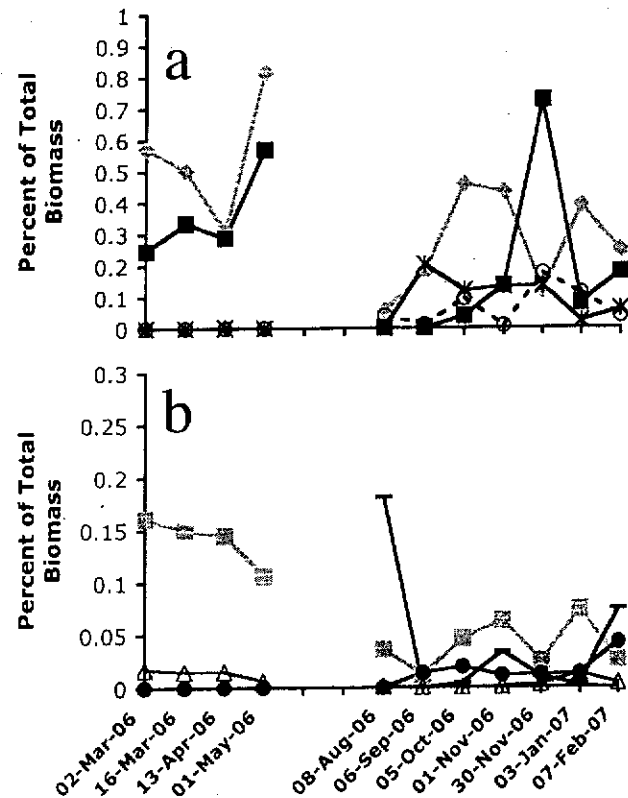 a
Percent of Total
Biomass
1
0.9
0.8
0.7
0.6
0.5
0.4
0.3
0.2
0.1
0
b
Percent of Total
Biomass
0.3
0.25
0.2
0.15
0.1
0.05
0
02-Mar-06
16-Mar-06
13-Apr-06
01-May-06
08-Aug-06
06-Sep-06
05-Oct-06
01-Nov-06
30-Nov-06
03-Jan-07
07-Feb-07